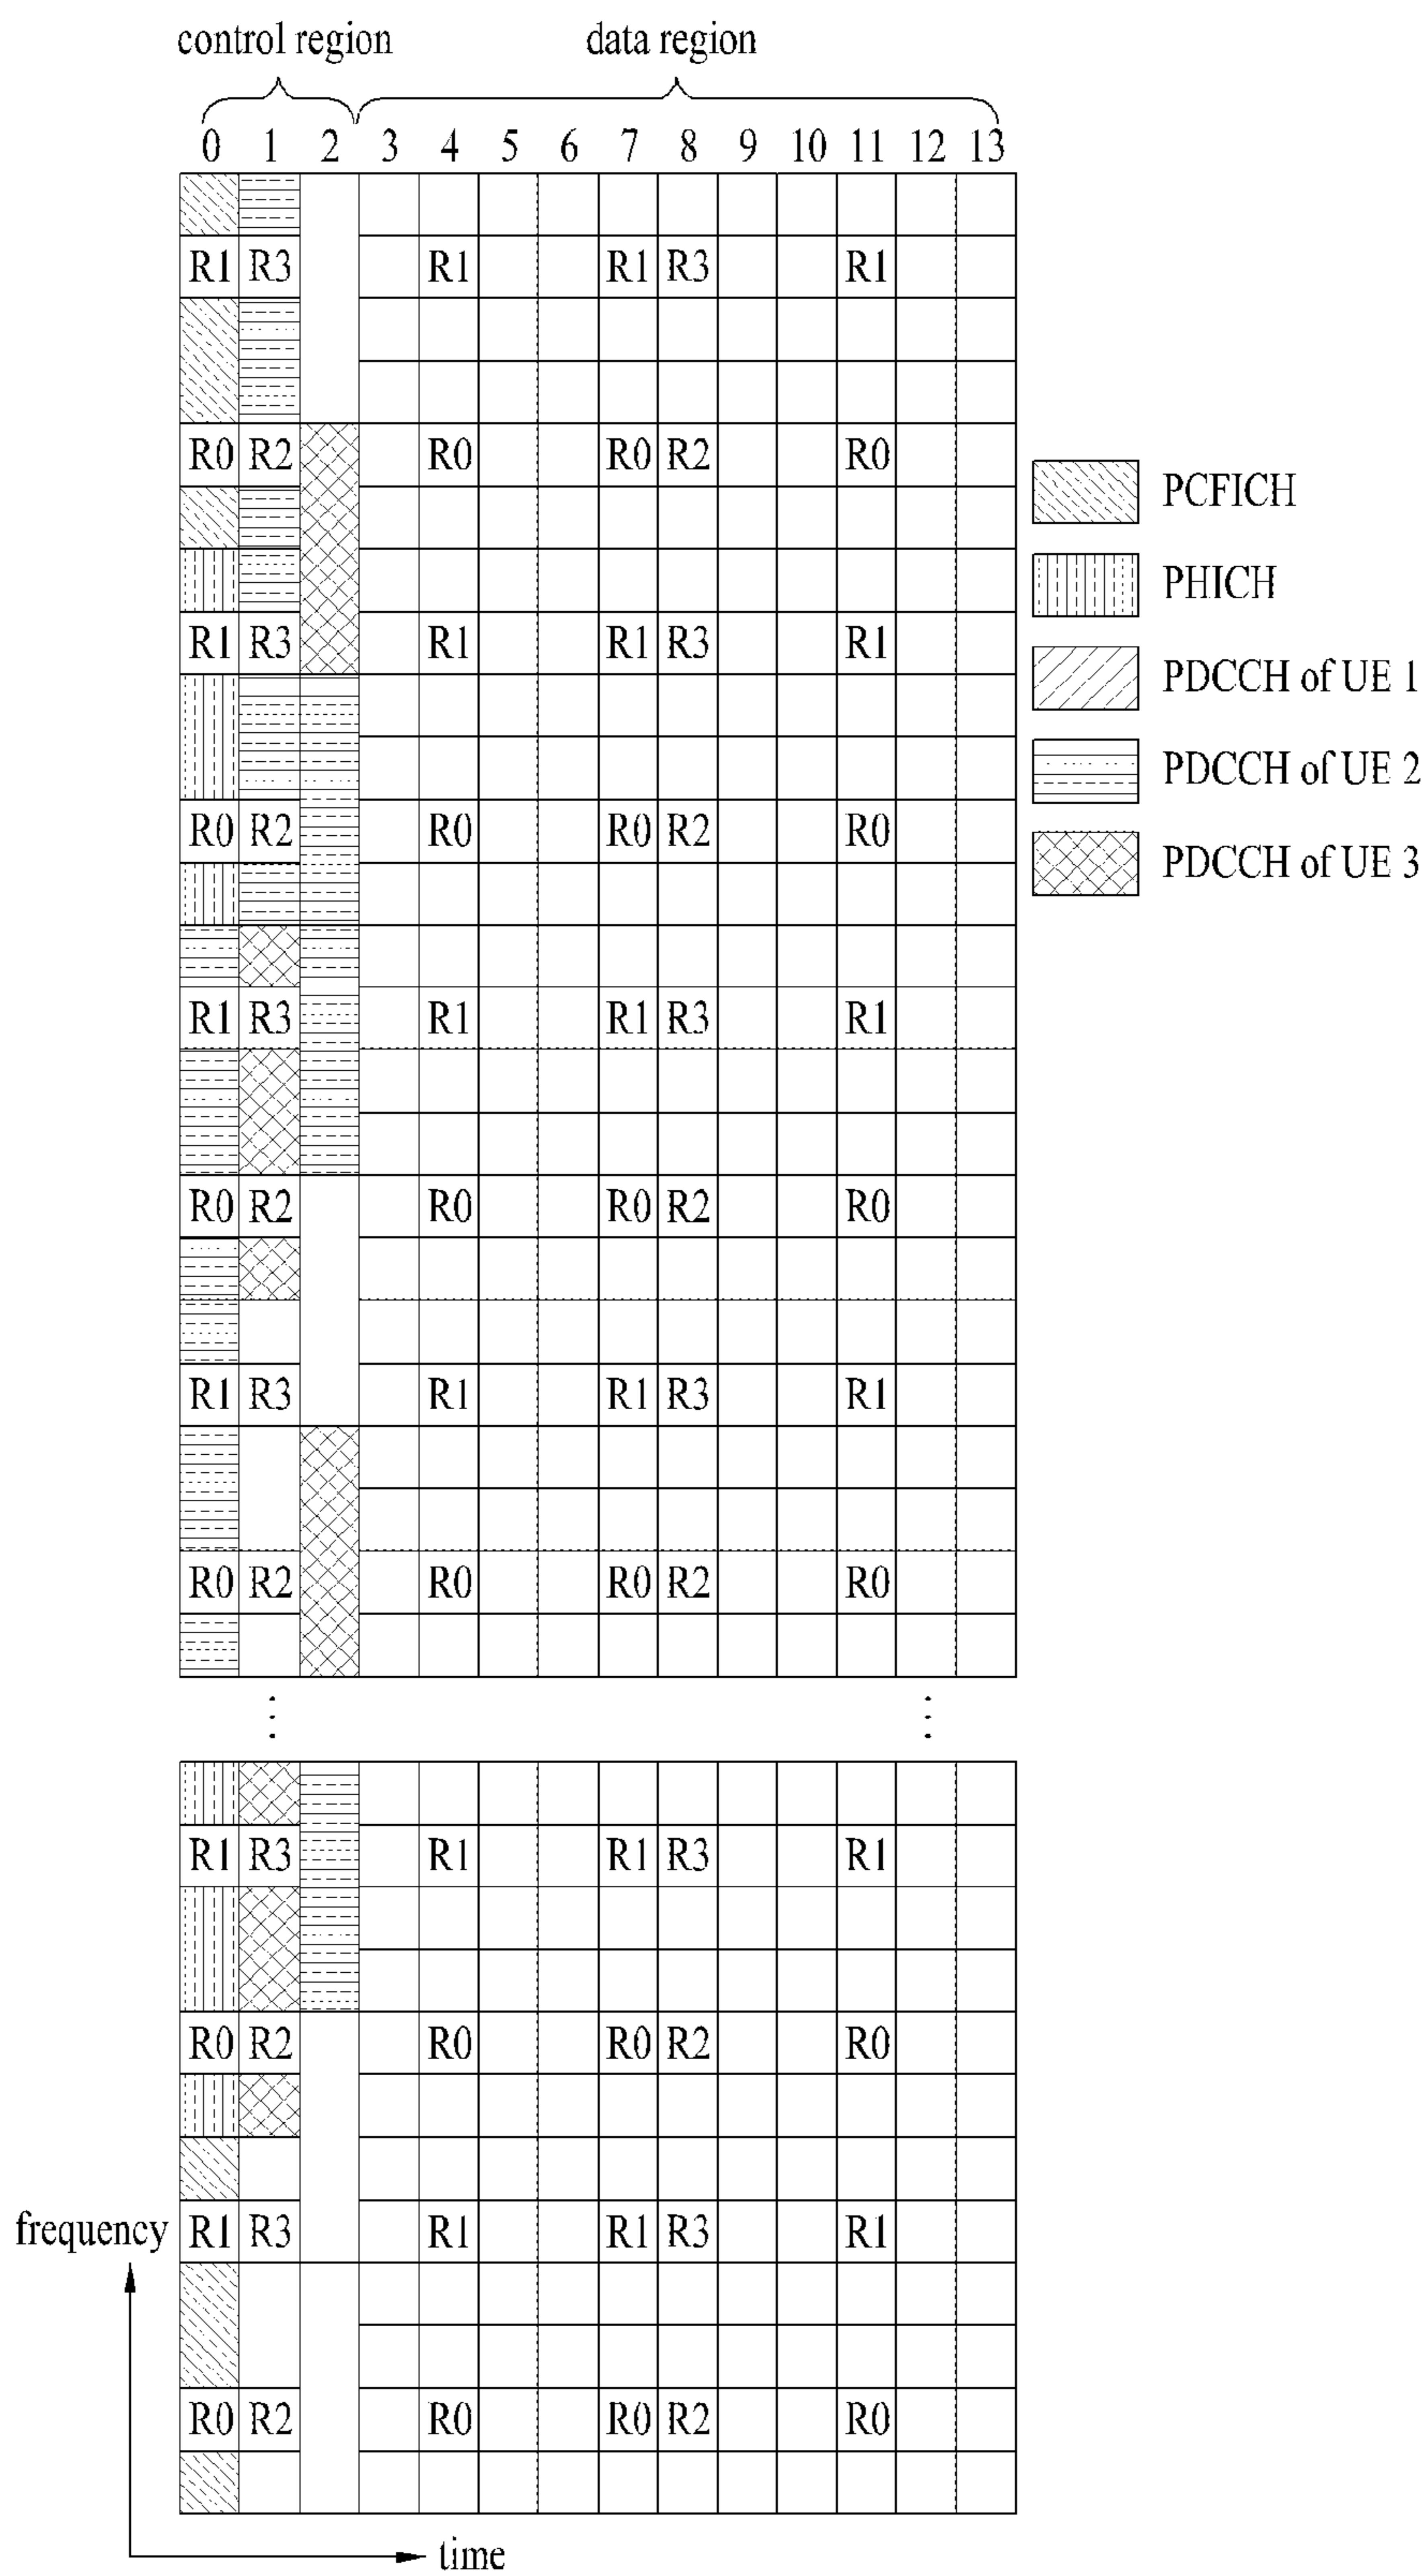 control region data region
0 1 2 3 4 5 6 7 8 9 10 11 12 13
R1 R3 R1 R1 R3 R1
R0 R2 R0 R0 R2 R0
PCFICH
PHICH
R1 R3 R1 R1 R3 R1
PDCCH of UE 1
PDCCH of UE 2
R0 R2 R0 R0 R2 R0
PDCCH of UE 3
R1 R3 R1 R1 R3 R1
R0 R2 R0 R0 R2 R0
R1 R3 R1 R1 R3 R1
R0 R2 R0 R0 R2 R0
R1 R3 R1 R1 R3 R1
R0 R2 R0 R0 R2 R0
frequency R1 R3 R1 R1 R3 R1
R0 R2 R0 R0 R2 R0
time